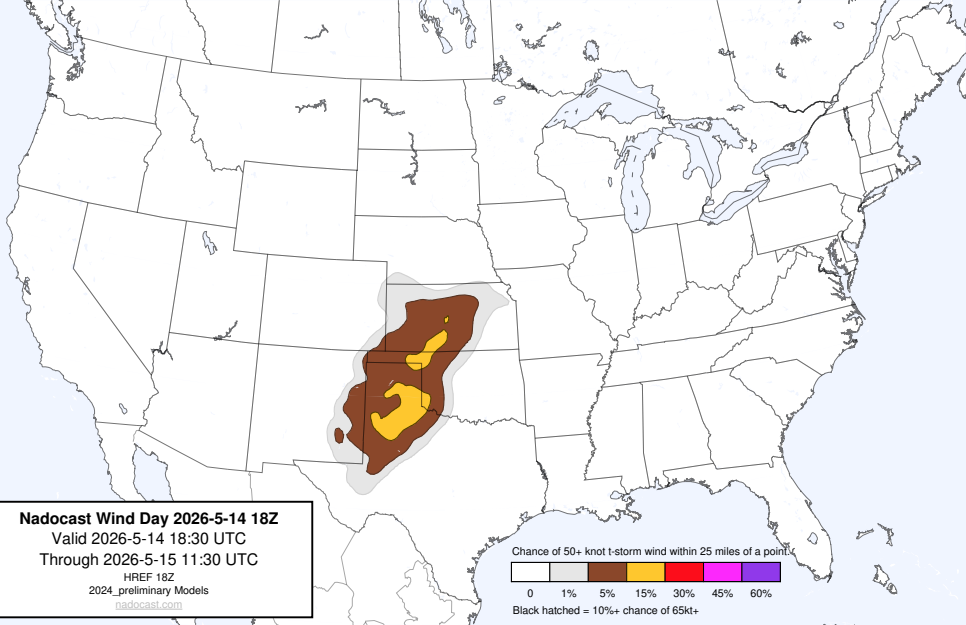 Nadocast Wind Day 2026-5-14 18Z
Valid 2026-5-14 18:30 UTC
Through 2026-5-15 11:30 UTC
HREF 18Z
2024_preliminary Models
nadocast.com
Chance of 50+ knot t-storm wind within 25 miles of a point.
0 1% 5% 15% 30% 45% 60%
Black hatched = 10%+ chance of 65kt+